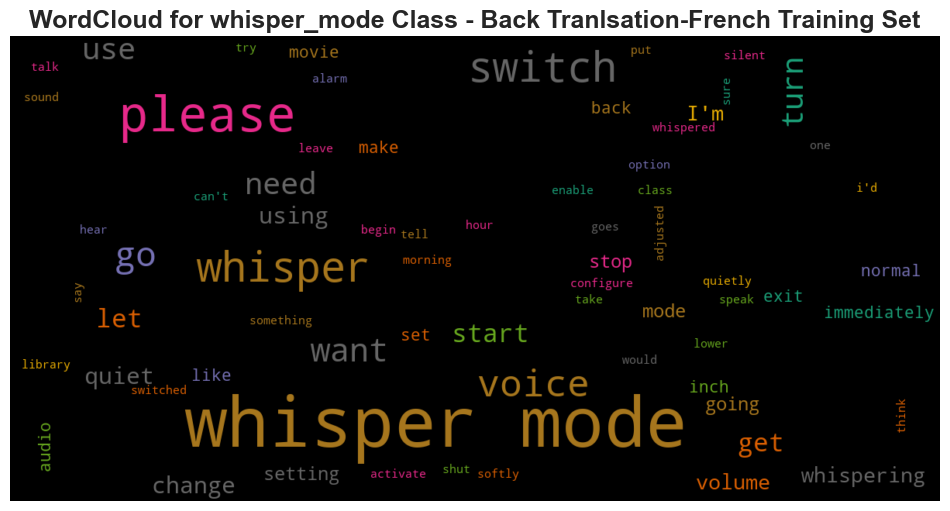 WordCloud for whisper_mode Class - Back Tranlsation-French Training Set
use
try
movie
put
silent
talk
alarm
switch
turn
sound
please
back
I'm
sure
whispered
leave
make
one
need
can't
option
enable
class
i'd
using
hear
begin
tell
hour
goes
adjusted
go
whisper
morning
stop
normal
configure
quietly
say
take
speak
exit
let
something
set
start
mode
immediately
want
lower
library
quiet
like
would
switched
voice
inch
going
think
whisper mode
audio
get
change
setting
activate
shut
softly
volume
whispering